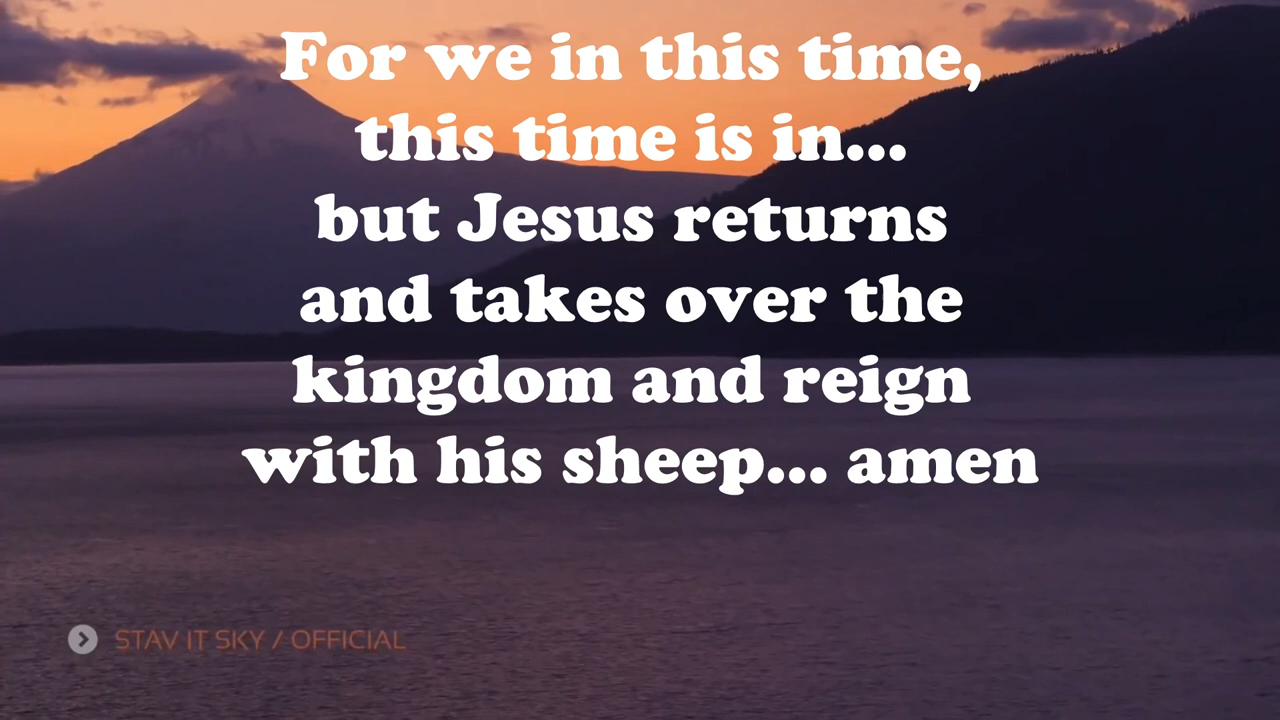 For we in this time,
this time is in...
but Jesus returns
and takes over the
kingdom and reign
with his sheep... amen
STAV IT SKY / OFFICIAL